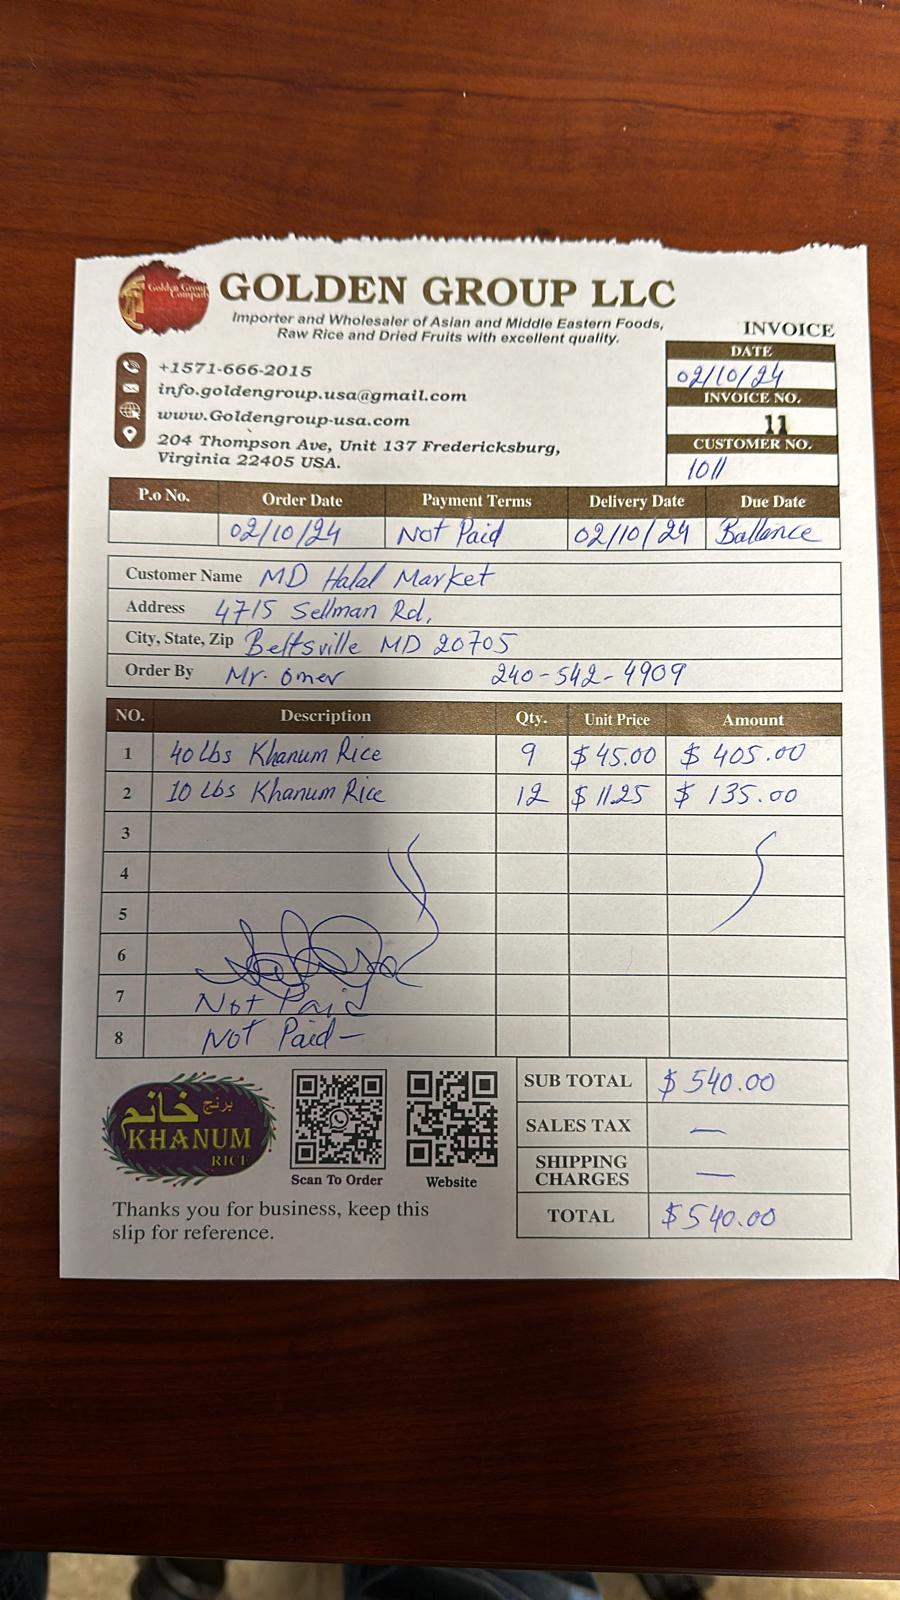 Golden Group
Company
GOLDEN GROUP LLC
Importer and Wholesaler of Asian and Middle Eastern Foods,
Raw Rice and Dried Fruits with excellent quality.
INVOICE
DATE
02/10/24
INVOICE NO.
11
CUSTOMER NO.
1011
+1571-666-2015
info.goldengroup.usa@gmail.com
www.Goldengroup-usa.com
204 Thompson Ave, Unit 137 Fredericksburg,
Virginia 22405 USA.
P.o No. Order Date Payment Terms Delivery Date Due Date
02/10/24 Not Paid 02/10/24 Ballance
Customer Name MD Halal Market
Address 4715 Sellman Rd,
City, State, Zip Beltsville MD 20705
Order By Mr. Omer 240-542-4909
NO. Description Qty. Unit Price Amount
1 40 Lbs Khanum Rice 9 $45.00 $405.00
2 10 Lbs Khanum Rice 12 $11.25 $135.00
3
4
5
6
7 Not Paid
8 Not Paid-
SUB TOTAL $540.00
SALES TAX —
SHIPPING CHARGES —
TOTAL $540.00
برنج خانم
KHANUM
RICE
Scan To Order
Website
Thanks you for business, keep this
slip for reference.